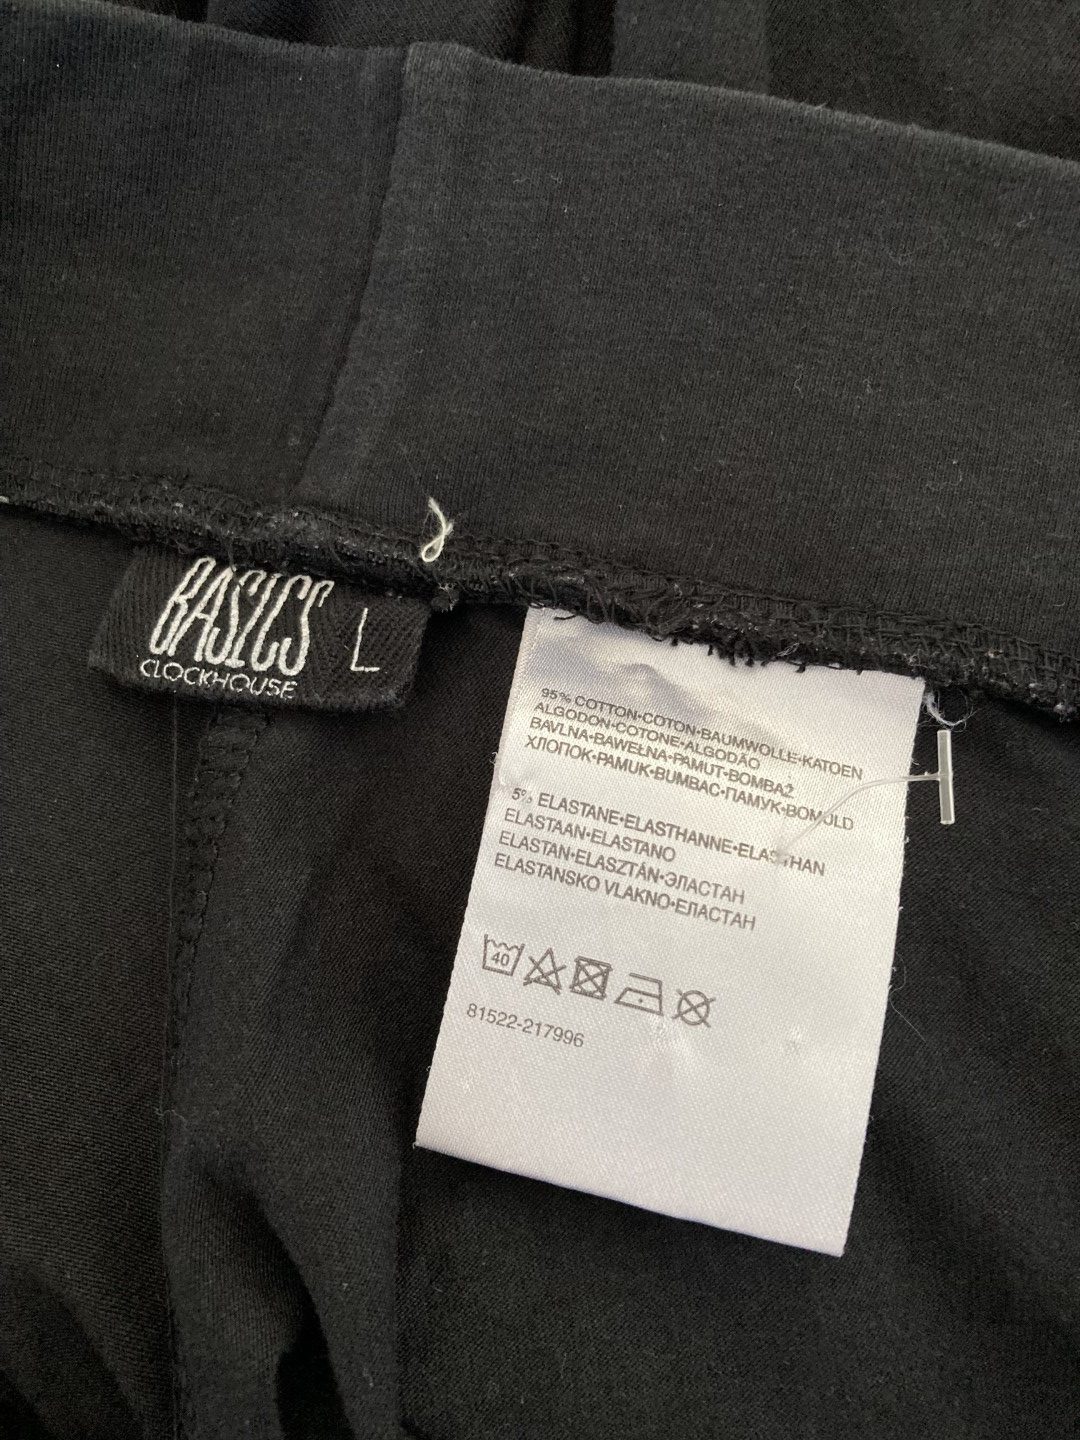 BASICS L
CLOCKHOUSE
95% COTTON•COTON•BAUMWOLLE•KATOEN
ALGODON•COTONE•ALGODÃO
BAVLNA•BAWEŁNA•PAMUT•BOMBAŽ
ХЛОПОК•PAMUK•BUMBAC•ПАМУК•BOMULD
5% ELASTANE•ELASTHANNE•ELASTHAN
ELASTAAN•ELASTANO
ELASTAN•ELASZTÁN•ЭЛАСТАН
ELASTANSKO VLAKNO•ЕЛАСТАН
40
81522-217996